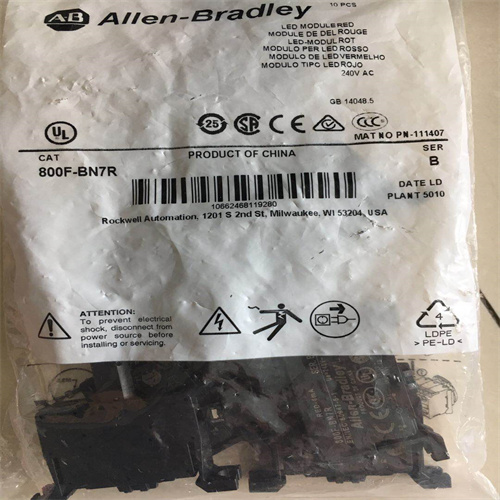 AB Allen-Bradley
10 PCS
LED MODULE RED
MODULE DE DEL ROUGE
LED-MODUL ROT
MODULO PER LED ROSSO
MODULO DE LED VERMELHO
MODULO TIPO LED ROJO
240V AC
GB 14048.5
UL
25
CE
CCC
MAT NO PN-111407
CAT
PRODUCT OF CHINA
SER
800F-BN7R
B
10662468119280
DATE LD
PLANT 5010
Rockwell Automation, 1201 S 2nd St, Milwaukee, WI 53204, USA
ATTENTION:
To prevent electrical
shock, disconnect from
power source before
installing or servicing.
4
LDPE
> PE-LD <
Allen-Bradley